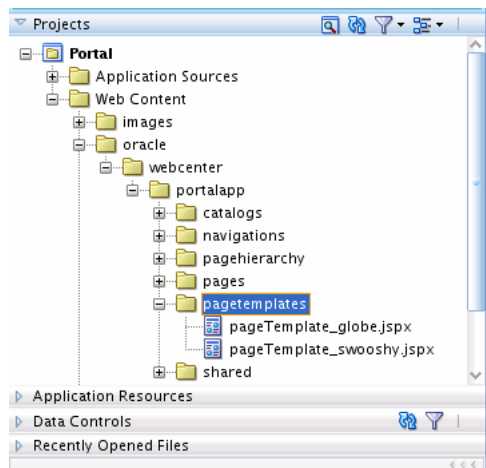 Projects
Portal
Application Sources
Web Content
images
oracle
webcenter
portalapp
catalogs
navigations
pagehierarchy
pages
pagetemplates
pageTemplate_globe.jspx
pageTemplate_swooshy.jspx
shared
Application Resources
Data Controls
Recently Opened Files